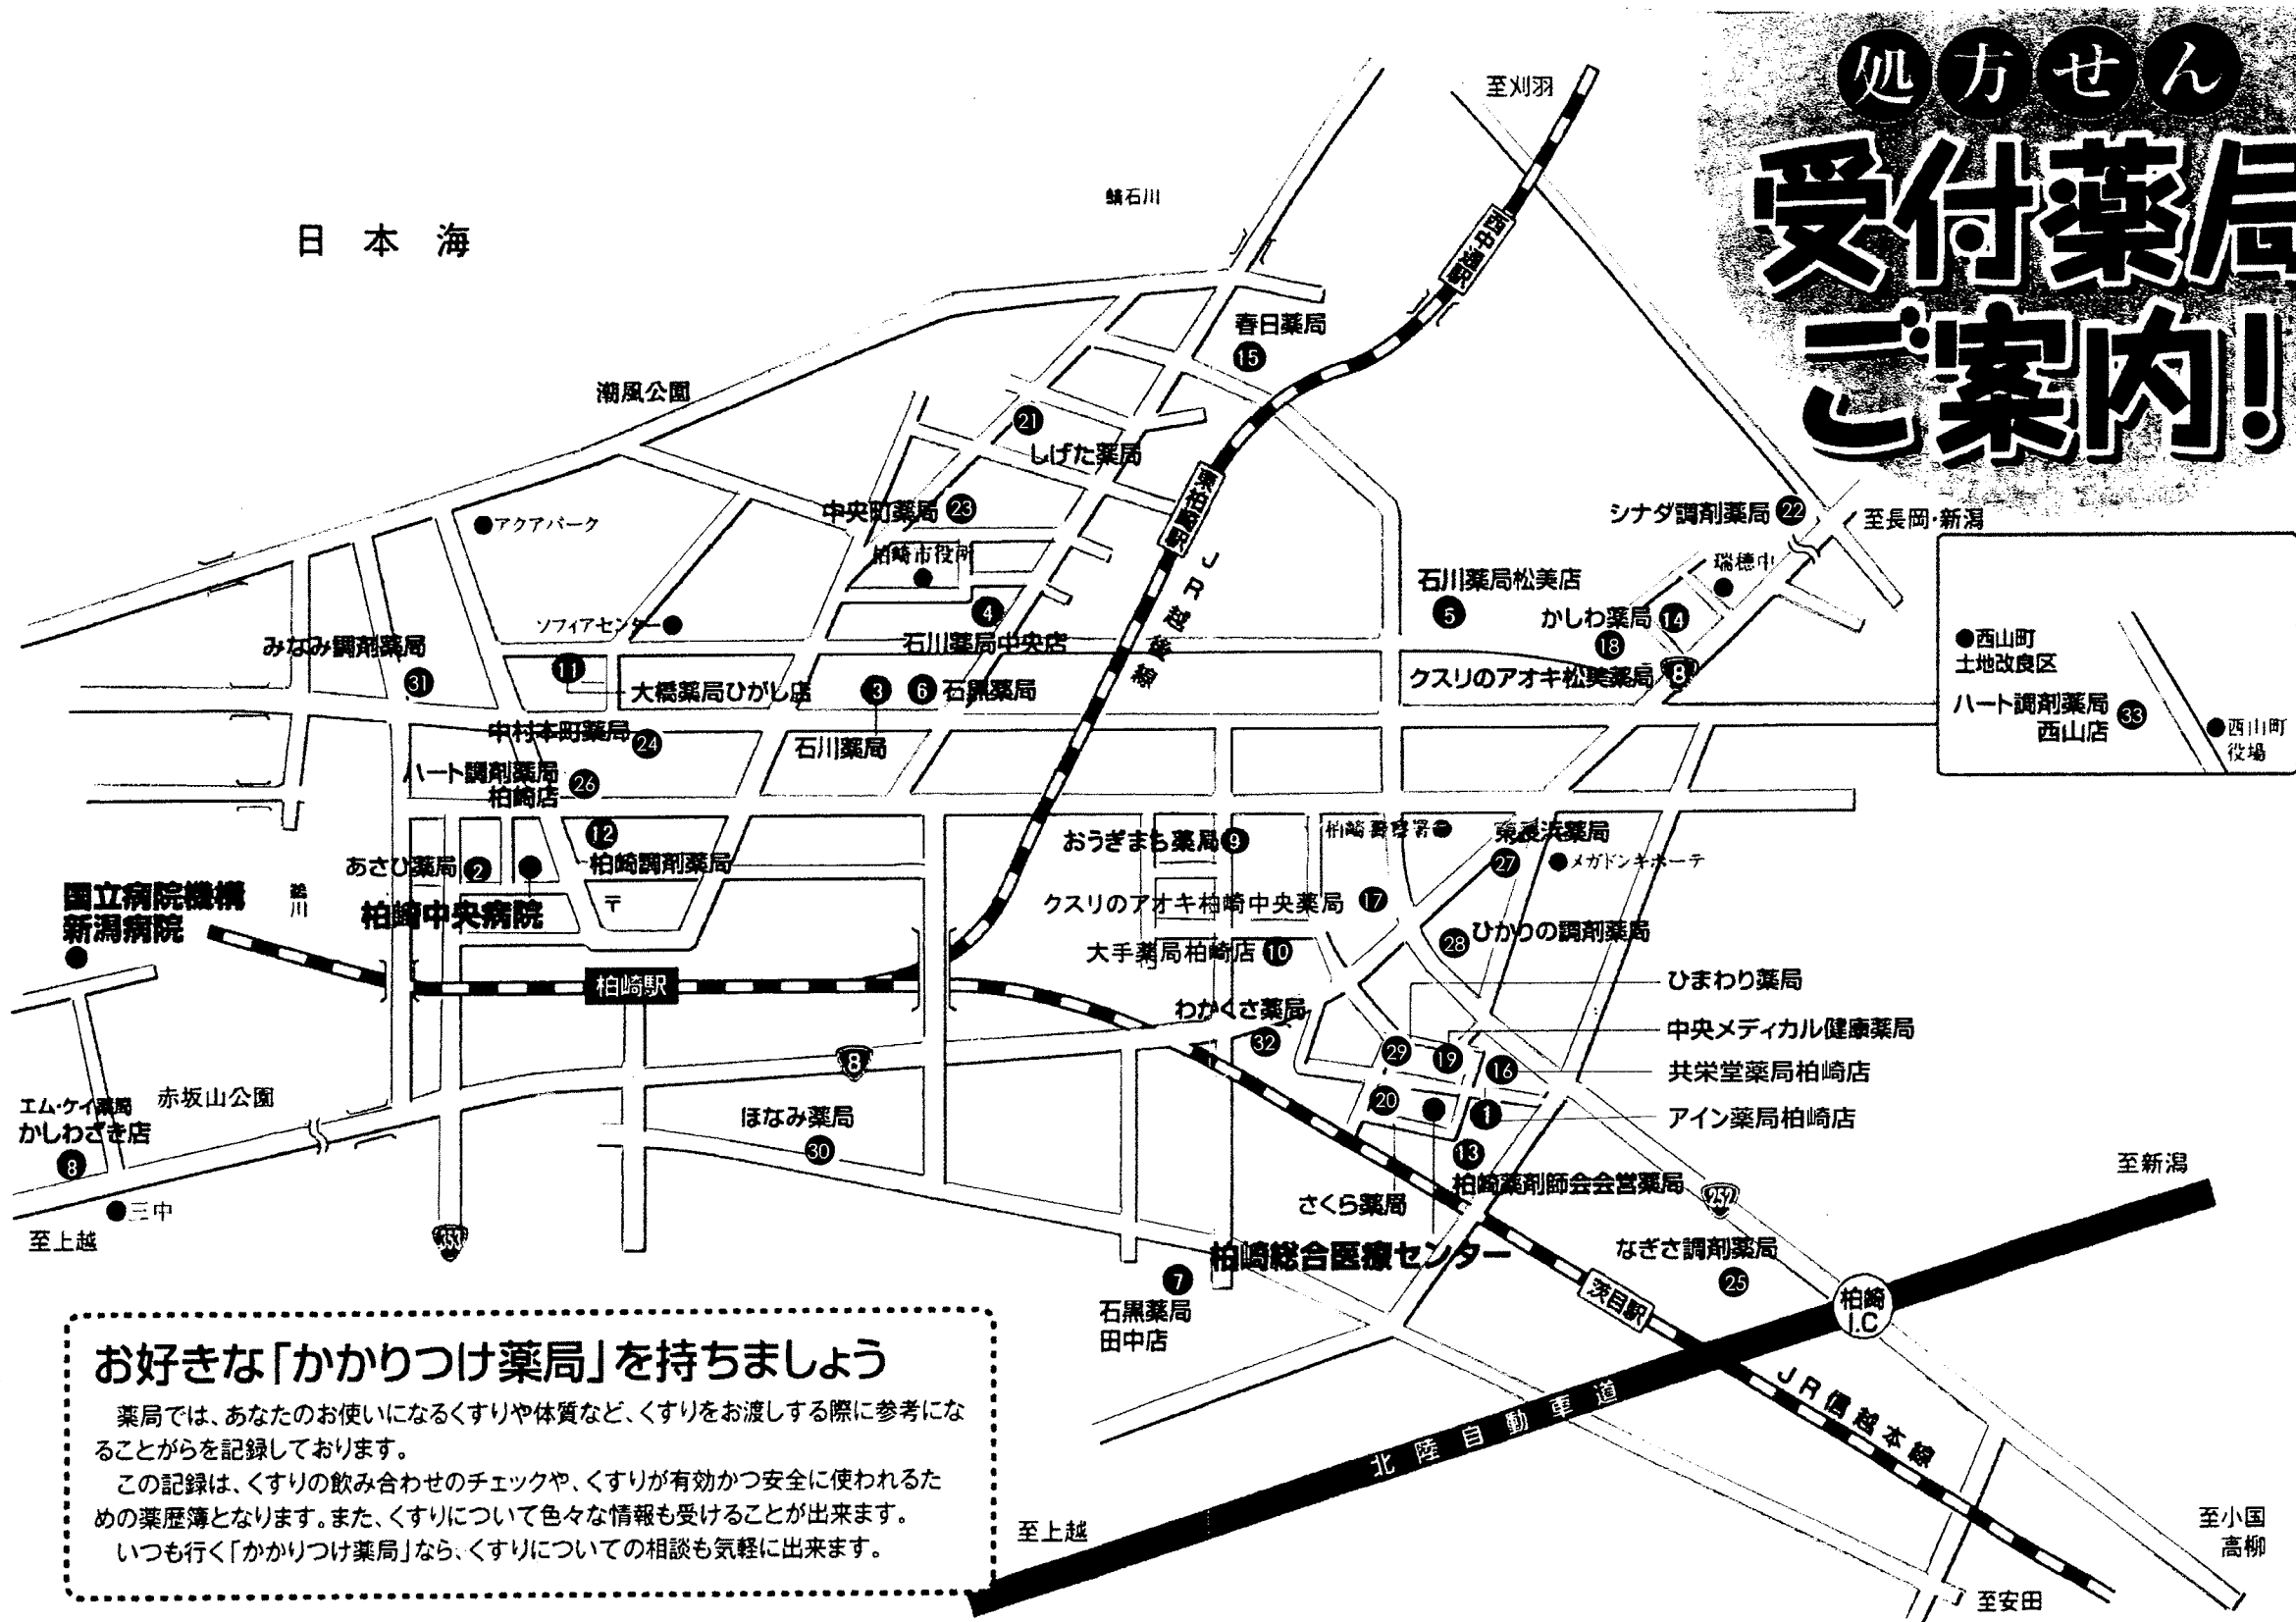 処方せん
受付薬局
ご案内!
至刈羽
鯖石川
日本海
西中通駅
春日薬局
15
潮風公園
21
しげた薬局
東柏崎駅
JR越後線
中央町薬局 23
アクアパーク
柏崎市役所
シナダ調剤薬局 22
至長岡・新潟
瑞穂中
石川薬局松美店
5
かしわ薬局 14
18
クスリのアオキ松美薬局
8
4
石川薬局中央店
ソフィアセンター
みなみ調剤薬局
31
11
大橋薬局ひがし店
3
6 石黒薬局
石川薬局
西山町
土地改良区
ハート調剤薬局
西山店
33
西山町
役場
中村本町薬局 24
ハート調剤薬局
柏崎店
26
12
柏崎調剤薬局
あさひ薬局 2
柏崎中央病院
〒
鵜川
国立病院機構
新潟病院
おうぎまち薬局 9
柏崎警察署
東長浜薬局
27
メガドンキホーテ
クスリのアオキ柏崎中央薬局 17
大手薬局柏崎店 10
28 ひかりの調剤薬局
柏崎駅
わかくさ薬局
32
ひまわり薬局
中央メディカル健康薬局
共栄堂薬局柏崎店
アイン薬局柏崎店
29
19
16
20
1
13
柏崎薬剤師会会営薬局
さくら薬局
柏崎総合医療センター
8
赤坂山公園
エム・ケイ薬局
かしわざき店
8
三中
至上越
353
ほなみ薬局
30
7
石黒薬局
田中店
252
なぎさ調剤薬局
25
茨目駅
至新潟
柏崎
I.C
JR信越本線
北陸自動車道
至上越
至小国
高柳
至安田
お好きな「かかりつけ薬局」を持ちましょう
薬局では、あなたのお使いになるくすりや体質など、くすりをお渡しする際に参考にな
ることがらを記録しております。
この記録は、くすりの飲み合わせのチェックや、くすりが有効かつ安全に使われるた
めの薬歴簿となります。また、くすりについて色々な情報も受けることが出来ます。
いつも行く「かかりつけ薬局」なら、くすりについての相談も気軽に出来ます。